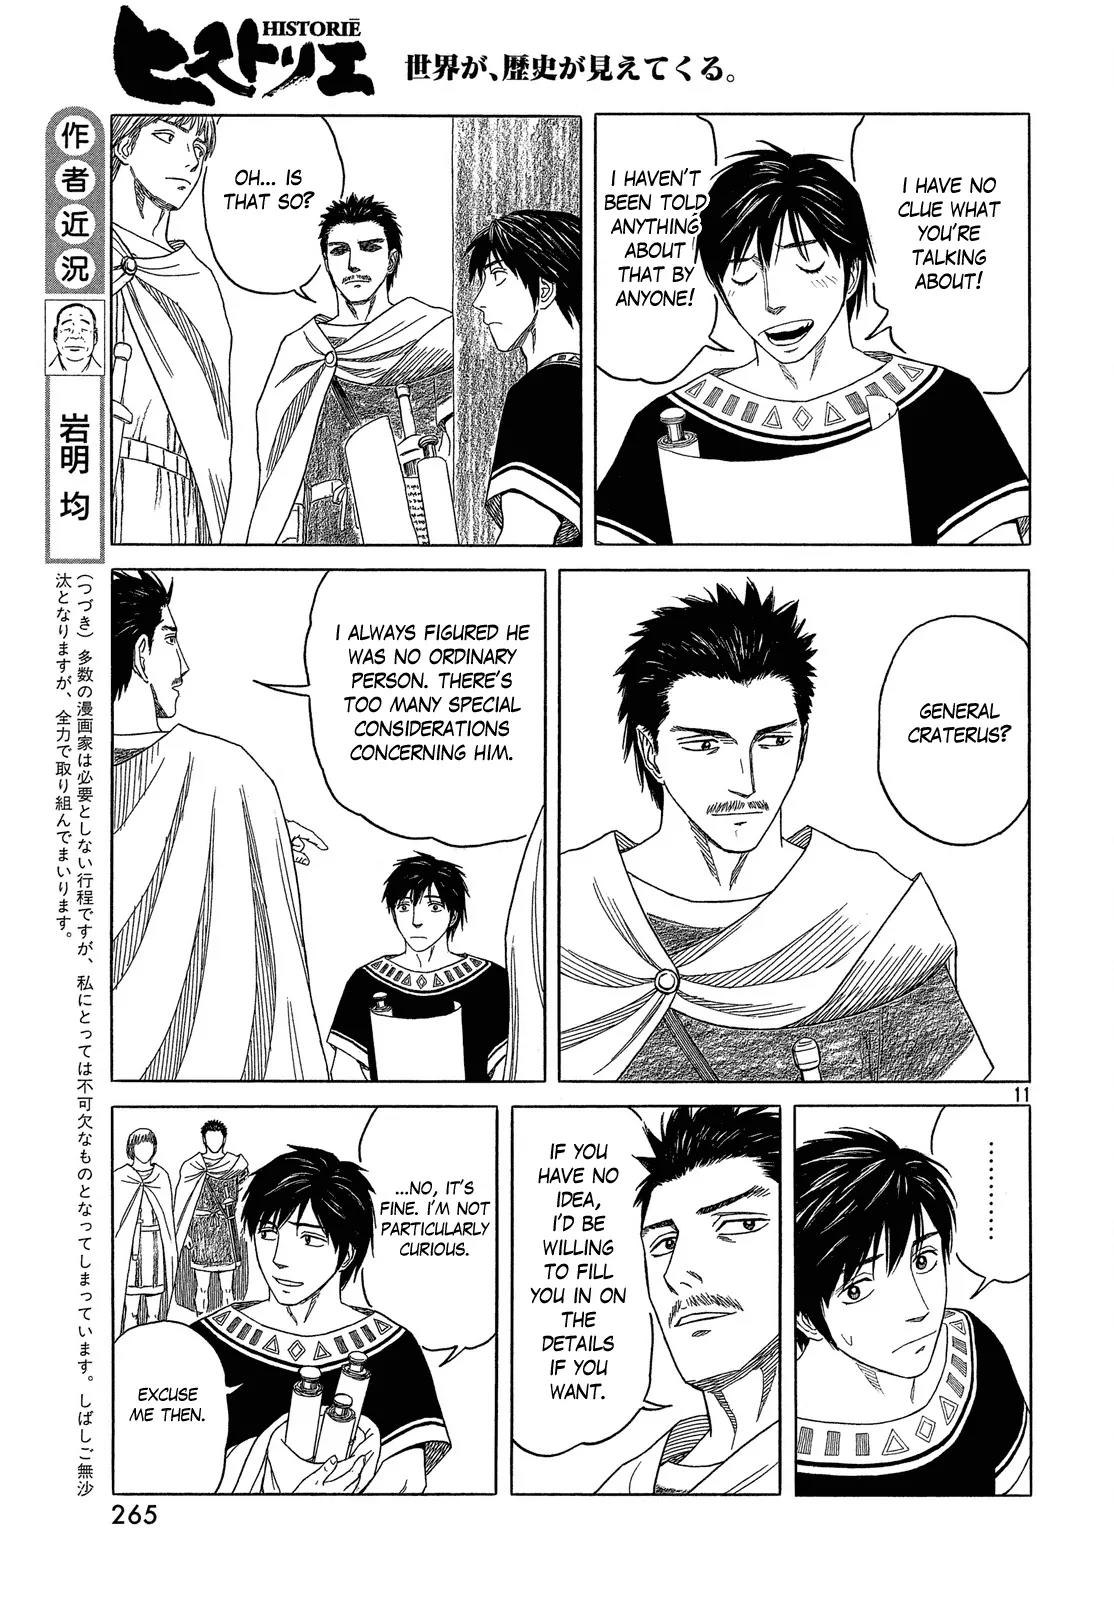 HISTORIĒ
ヒストリエ
世界が、歴史が見えてくる。
I HAVE NO
CLUE WHAT
YOU'RE
TALKING
ABOUT!
I HAVEN'T
BEEN TOLD
ANYTHING
ABOUT
THAT BY
ANYONE!
OH... IS
THAT SO?
GENERAL
CRATERUS?
I ALWAYS FIGURED HE
WAS NO ORDINARY
PERSON. THERE'S
TOO MANY SPECIAL
CONSIDERATIONS
CONCERNING HIM.
11
.........
IF YOU
HAVE NO
IDEA,
I'D BE
WILLING
TO FILL
YOU IN ON
THE
DETAILS
IF YOU
WANT.
...NO, IT'S
FINE. I'M NOT
PARTICULARLY
CURIOUS.
EXCUSE
ME THEN.
作者近況
岩明 均
(つづき) 多数の漫画家は必要としない行程ですが、私にとっては不可欠なものとなってしまっています。しばしご無沙
汰となりますが、全力で取り組んでまいります。
265